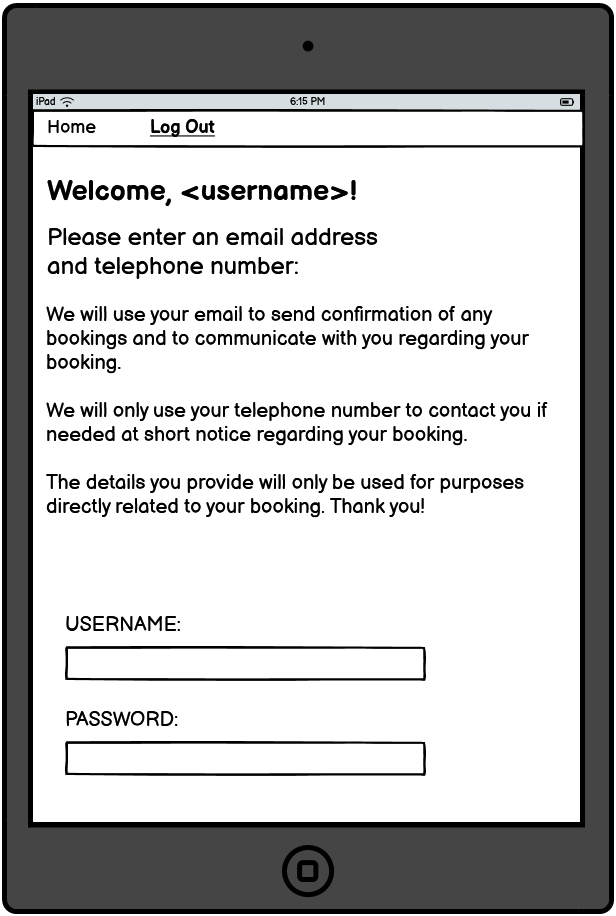 iPad 6:15 PM
Home Log Out
Welcome, <username>!
Please enter an email address
and telephone number:
We will use your email to send confirmation of any
bookings and to communicate with you regarding your
booking.
We will only use your telephone number to contact you if
needed at short notice regarding your booking.
The details you provide will only be used for purposes
directly related to your booking. Thank you!
USERNAME:
PASSWORD: